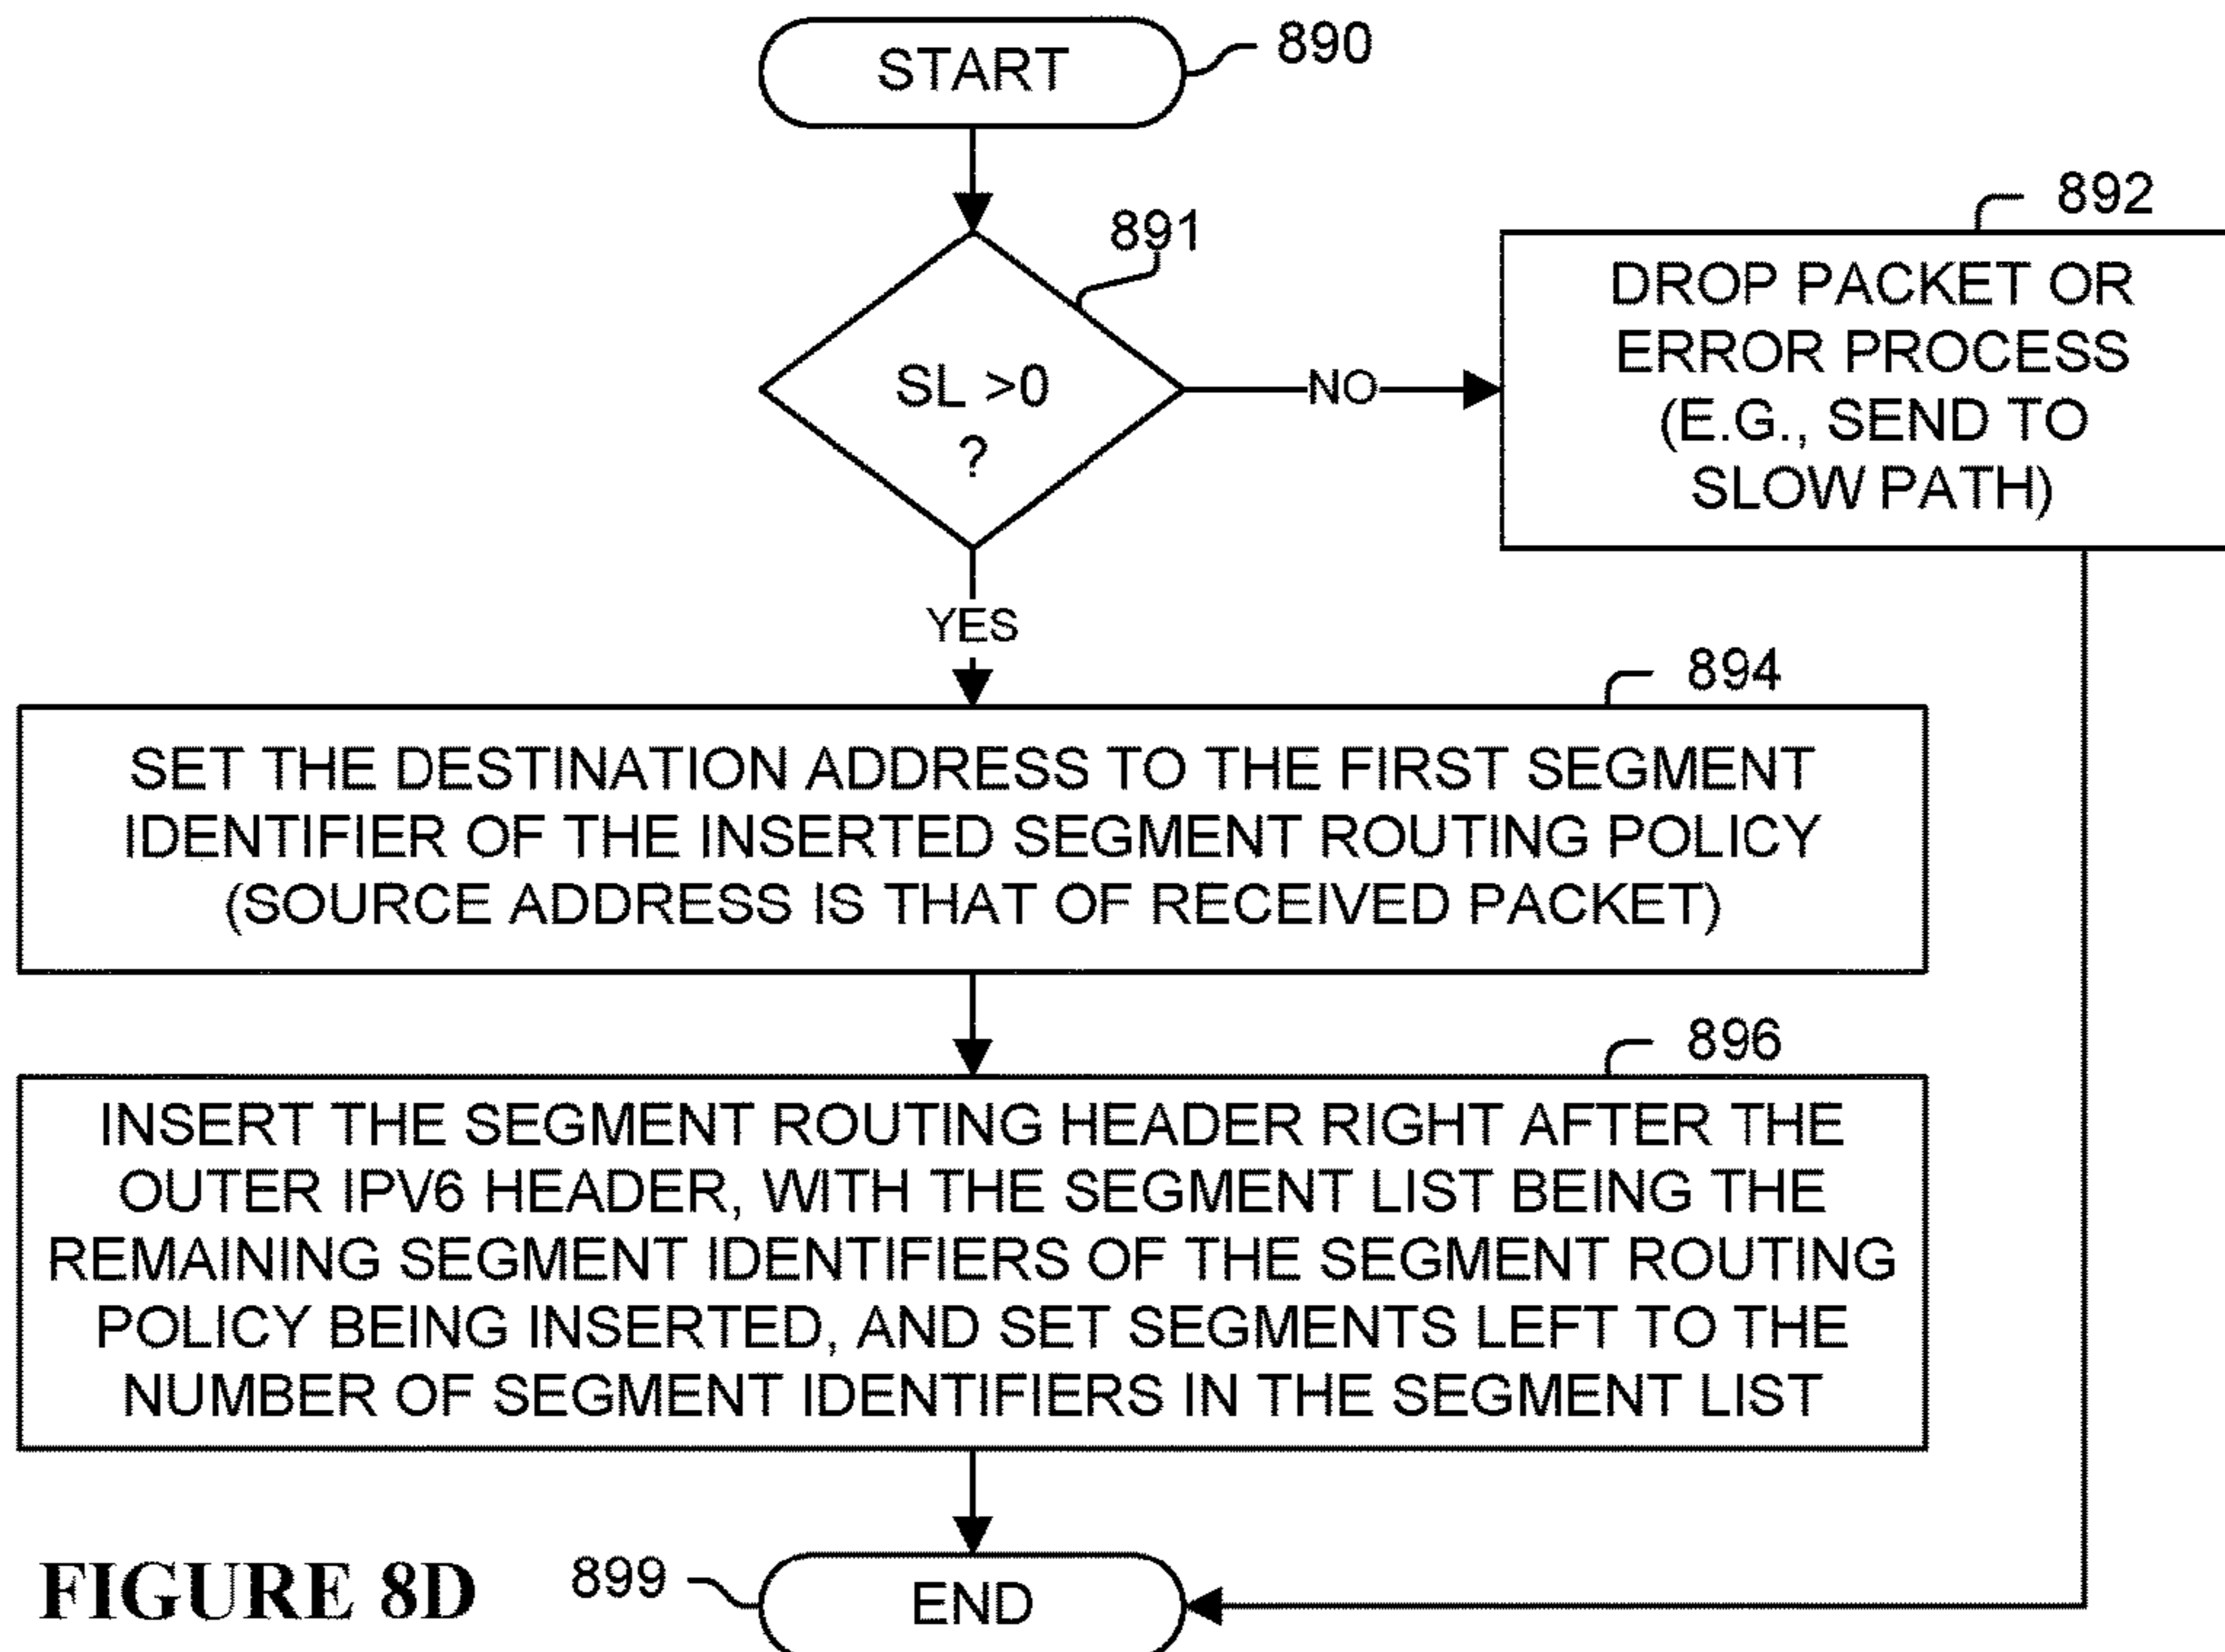 START
890
891
SL >0
?
NO
892
DROP PACKET OR
ERROR PROCESS
(E.G., SEND TO
SLOW PATH)
YES
894
SET THE DESTINATION ADDRESS TO THE FIRST SEGMENT
IDENTIFIER OF THE INSERTED SEGMENT ROUTING POLICY
(SOURCE ADDRESS IS THAT OF RECEIVED PACKET)
896
INSERT THE SEGMENT ROUTING HEADER RIGHT AFTER THE
OUTER IPV6 HEADER, WITH THE SEGMENT LIST BEING THE
REMAINING SEGMENT IDENTIFIERS OF THE SEGMENT ROUTING
POLICY BEING INSERTED, AND SET SEGMENTS LEFT TO THE
NUMBER OF SEGMENT IDENTIFIERS IN THE SEGMENT LIST
FIGURE 8D
899
END